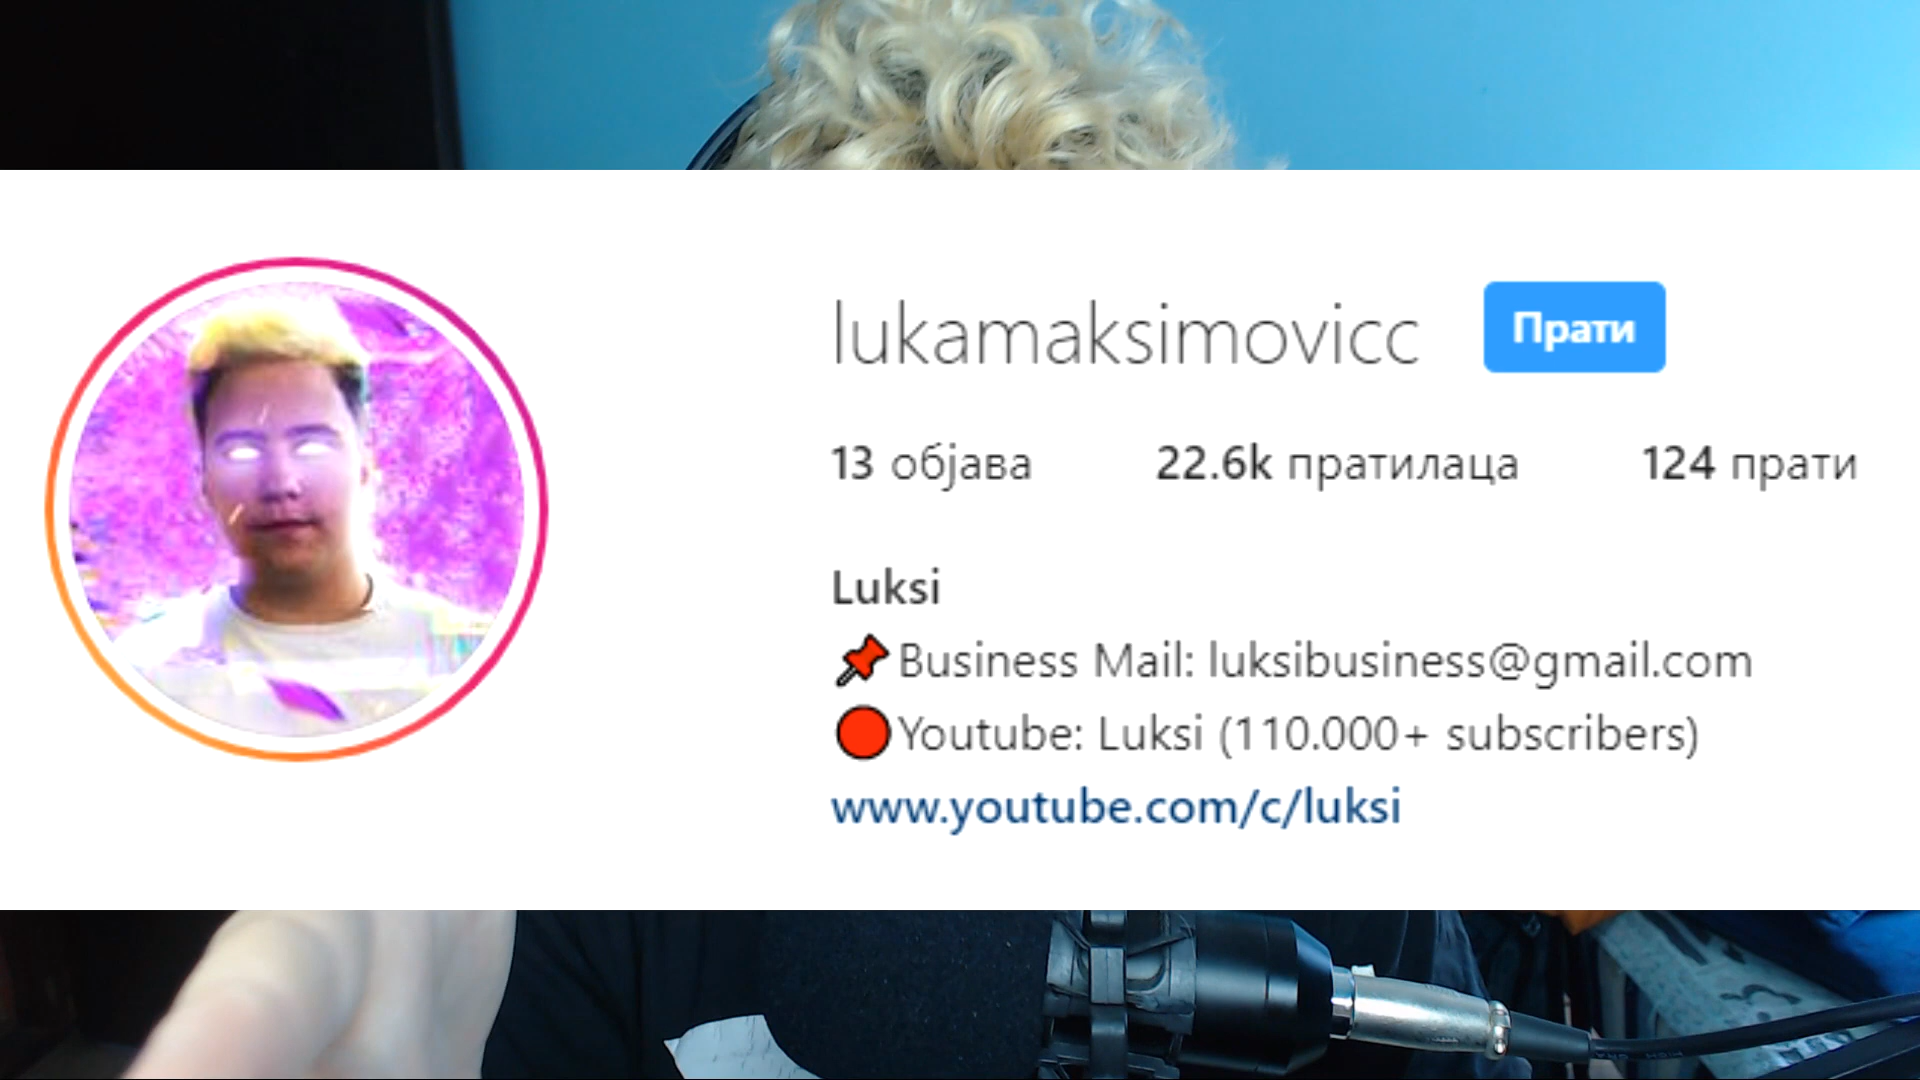 lukamaksimovicc Прати
13 објава 22.6k пратилаца 124 прати
Luksi
📌Business Mail: luksibusiness@gmail.com
🔴Youtube: Luksi (110.000+ subscribers)
www.youtube.com/c/luksi